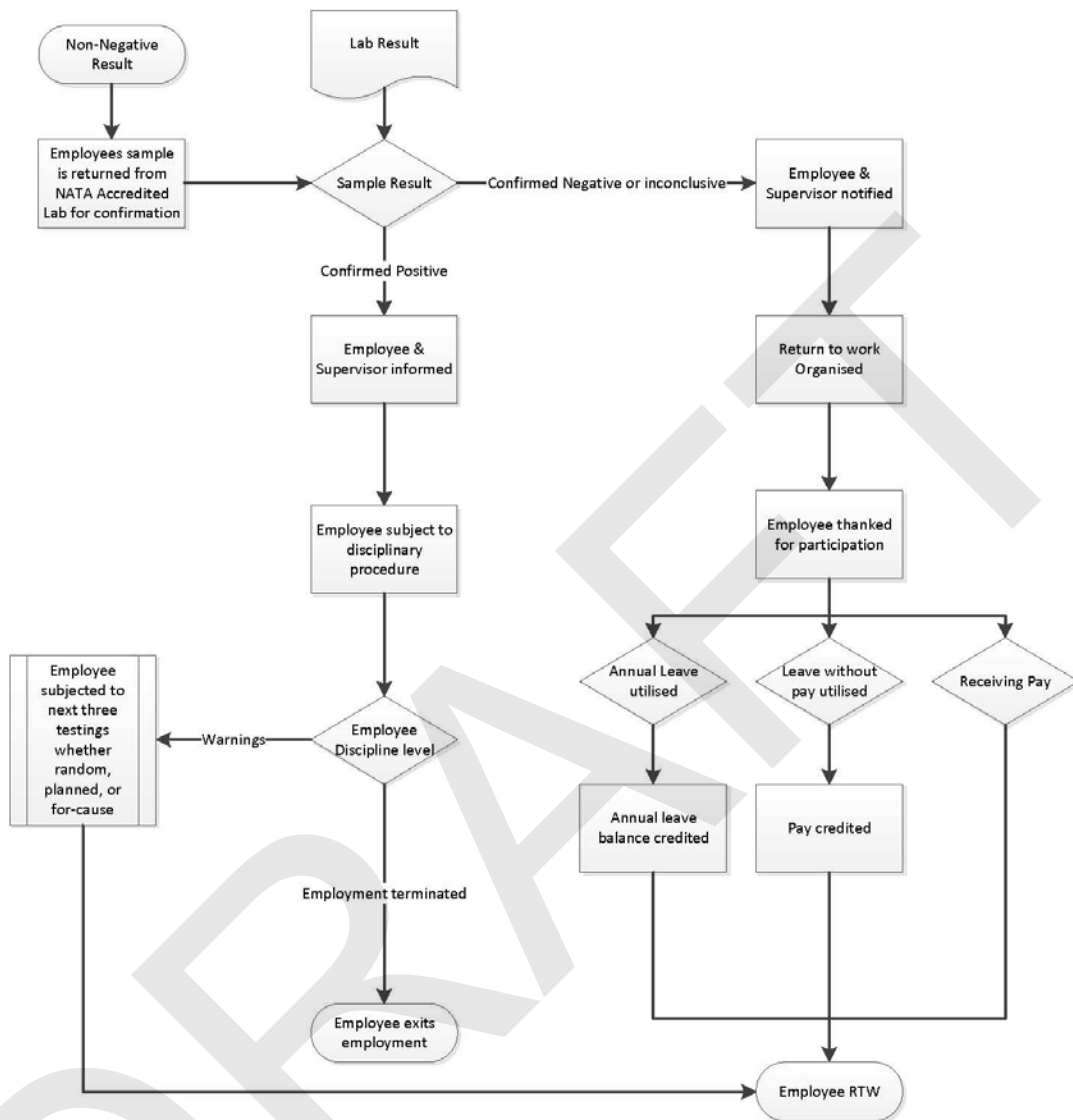 Non-Negative
Result
Lab Result
Employees sample
is returned from
NATA Accredited
Lab for confirmation
Sample Result
Confirmed Negative or inconclusive
Employee &
Supervisor notified
Confirmed Positive
Employee &
Supervisor informed
Return to work
Organised
Employee subject to
disciplinary
procedure
Employee thanked
for participation
Employee
subjected to
next three
testings
whether
random,
planned, or
for-cause
Warnings
Employee
Discipline level
Annual Leave
utilised
Leave without
pay utilised
Receiving Pay
Annual leave
balance credited
Pay credited
Employment terminated
Employee exits
employment
Employee RTW
DRAFT